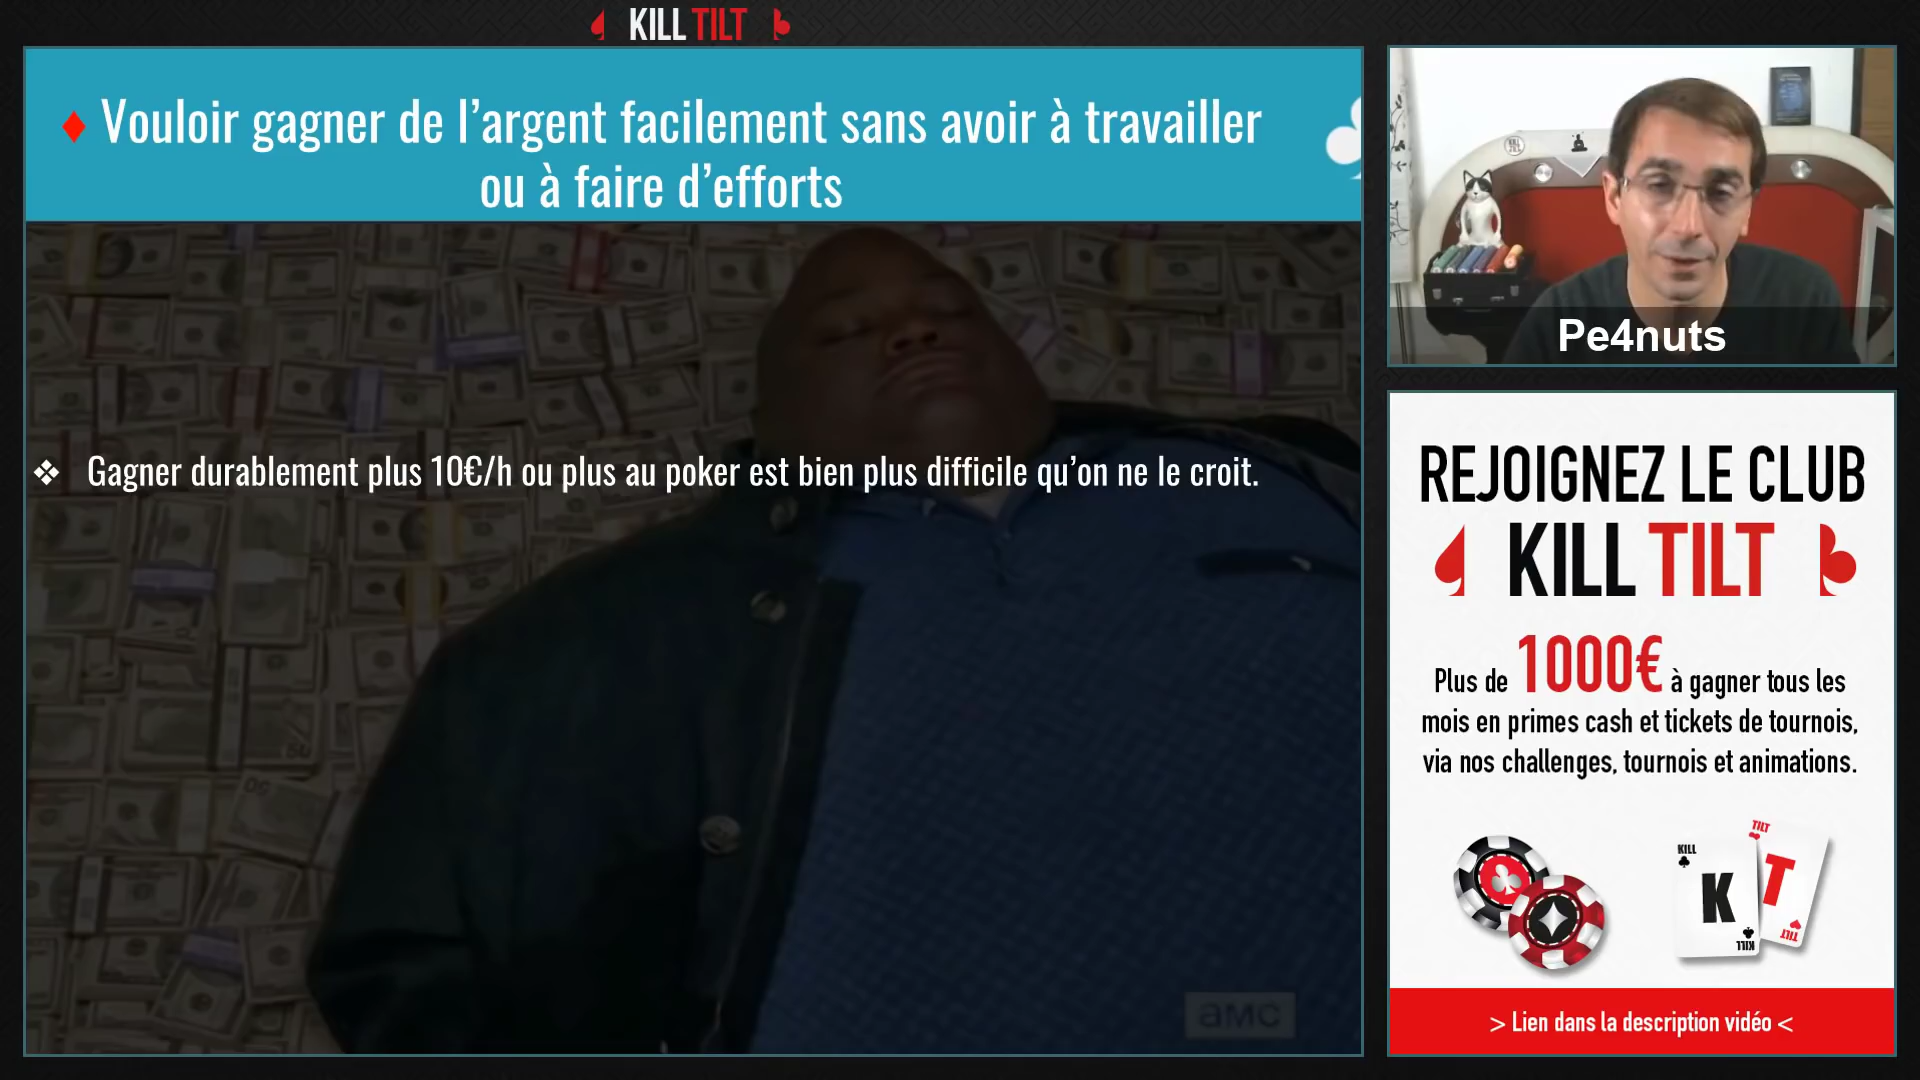 KILL TILT
♦ Vouloir gagner de l’argent facilement sans avoir à travailler
ou à faire d’efforts
❖ Gagner durablement plus 10€/h ou plus au poker est bien plus difficile qu’on ne le croit.
amc
Pe4nuts
REJOIGNEZ LE CLUB
KILL TILT
Plus de 1000€ à gagner tous les
mois en primes cash et tickets de tournois,
via nos challenges, tournois et animations.
KILL
K
KILL
TILT
T
TILT
> Lien dans la description vidéo <